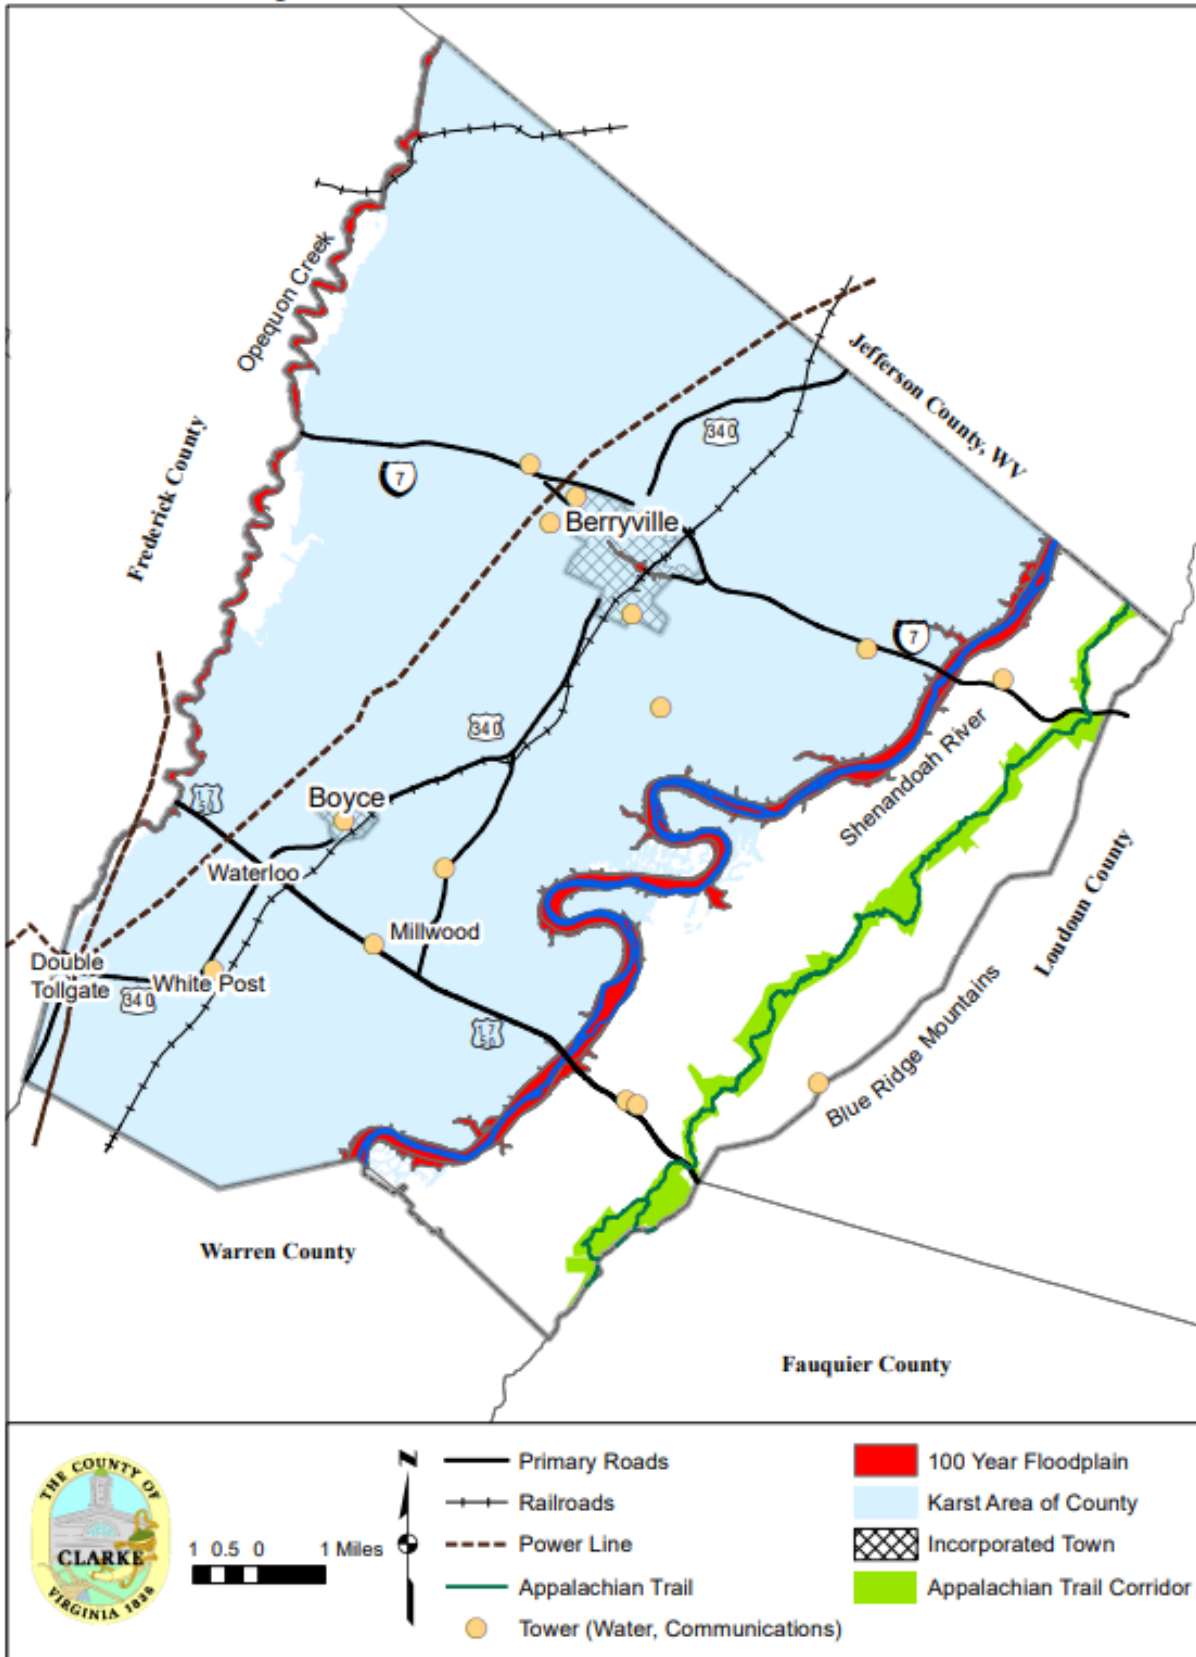 Opequon Creek
Jefferson County, WV
340
Frederick County
7
Berryville
7
340
Shenandoah River
17
50
Boyce
Waterloo
Loudoun County
Millwood
Double
Tollgate
White Post
340
17
50
Blue Ridge Mountains
Warren County
Fauquier County
THE COUNTY OF
CLARKE
VIRGINIA 1836
1 0.5 0 1 Miles
N
Primary Roads
Railroads
Power Line
Appalachian Trail
Tower (Water, Communications)
100 Year Floodplain
Karst Area of County
Incorporated Town
Appalachian Trail Corridor